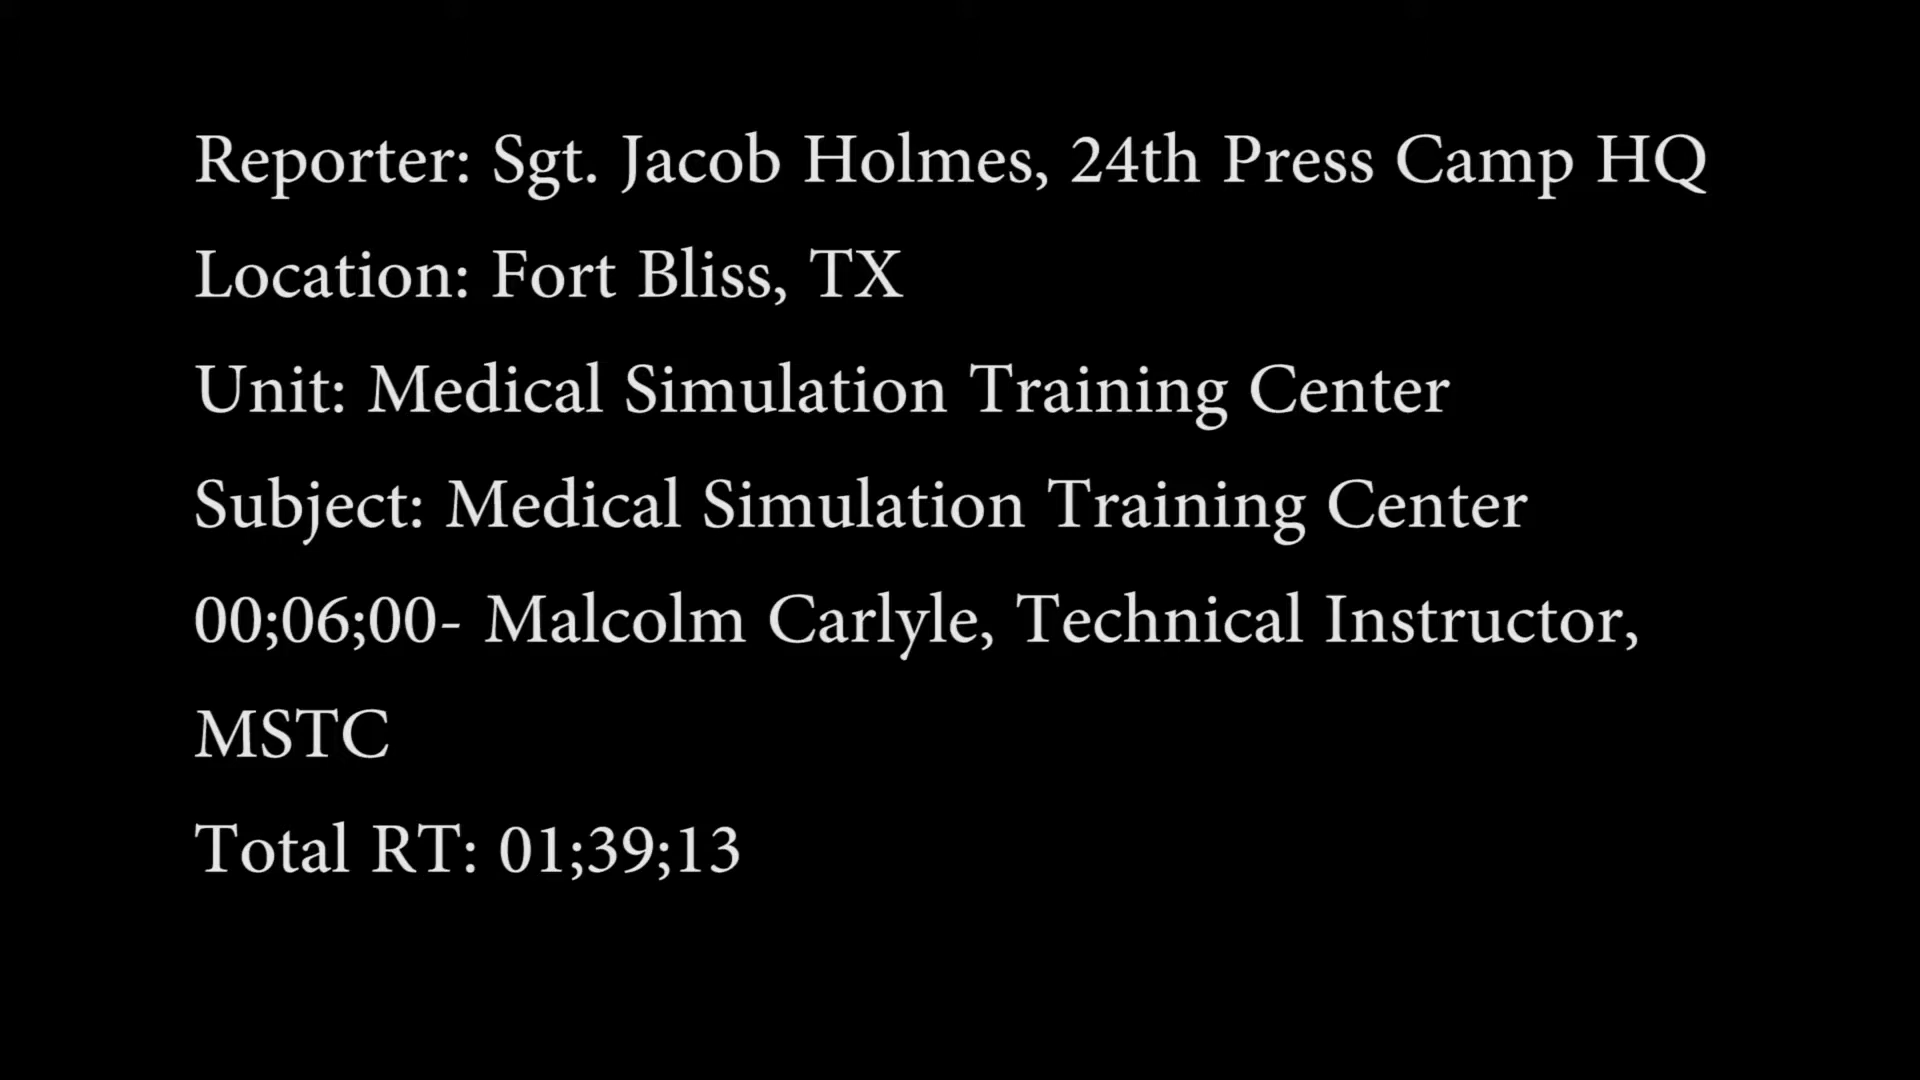 Reporter: Sgt. Jacob Holmes, 24th Press Camp HQ
Location: Fort Bliss, TX
Unit: Medical Simulation Training Center
Subject: Medical Simulation Training Center
00;06;00- Malcolm Carlyle, Technical Instructor,
MSTC
Total RT: 01;39;13